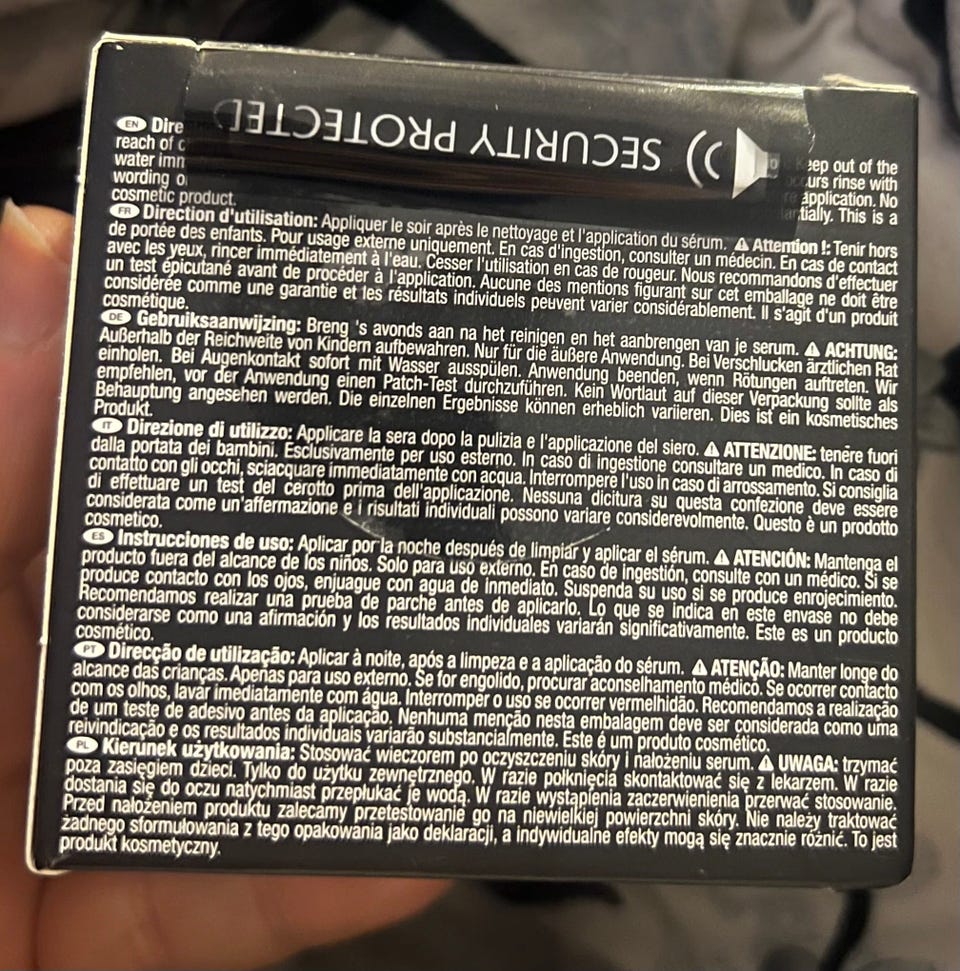 SECURITY PROTECTED
EN Dire
reach of c eep out of the
water imm urs rinse with
wording o application. No
cosmetic product. tially. This is a
FR Direction d'utilisation: Appliquer le soir après le nettoyage et l'application du sérum. ⚠ Attention !: Tenir hors
de portée des enfants. Pour usage externe uniquement. En cas d'ingestion, consulter un médecin. En cas de contact
avec les yeux, rincer immédiatement à l'eau. Cesser l'utilisation en cas de rougeur. Nous recommandons d'effectuer
un test épicutané avant de procéder à l'application. Aucune des mentions figurant sur cet emballage ne doit être
considérée comme une garantie et les résultats individuels peuvent varier considérablement. Il s'agit d'un produit
cosmétique.
DE Gebruiksaanwijzing: Breng 's avonds aan na het reinigen en het aanbrengen van je serum. ⚠ ACHTUNG:
Außerhalb der Reichweite von Kindern aufbewahren. Nur für die äußere Anwendung. Bei Verschlucken ärztlichen Rat
einholen. Bei Augenkontakt sofort mit Wasser ausspülen. Anwendung beenden, wenn Rötungen auftreten. Wir
empfehlen, vor der Anwendung einen Patch-Test durchzuführen. Kein Wortlaut auf dieser Verpackung sollte als
Behauptung angesehen werden. Die einzelnen Ergebnisse können erheblich variieren. Dies ist ein kosmetisches
Produkt.
IT Direzione di utilizzo: Applicare la sera dopo la pulizia e l'applicazione del siero. ⚠ ATTENZIONE: tenere fuori
dalla portata dei bambini. Esclusivamente per uso esterno. In caso di ingestione consultare un medico. In caso di
contatto con gli occhi, sciacquare immediatamente con acqua. Interrompere l'uso in caso di arrossamento. Si consiglia
di effettuare un test del cerotto prima dell'applicazione. Nessuna dicitura su questa confezione deve essere
considerata come un'affermazione e i risultati individuali possono variare considerevolmente. Questo è un prodotto
cosmetico.
ES Instrucciones de uso: Aplicar por la noche después de limpiar y aplicar el sérum. ⚠ ATENCIÓN: Mantenga el
producto fuera del alcance de los niños. Solo para uso externo. En caso de ingestión, consulte con un médico. Si se
produce contacto con los ojos, enjuague con agua de inmediato. Suspenda su uso si se produce enrojecimiento.
Recomendamos realizar una prueba de parche antes de aplicarlo. Lo que se indica en este envase no debe
considerarse como una afirmación y los resultados individuales variarán significativamente. Este es un producto
cosmético.
PT Direcção de utilização: Aplicar à noite, após a limpeza e a aplicação do sérum. ⚠ ATENÇÃO: Manter longe do
alcance das crianças. Apenas para uso externo. Se for engolido, procurar aconselhamento médico. Se ocorrer contacto
com os olhos, lavar imediatamente com água. Interromper o uso se ocorrer vermelhidão. Recomendamos a realização
de um teste de adesivo antes da aplicação. Nenhuma menção nesta embalagem deve ser considerada como uma
reivindicação e os resultados individuais variarão substancialmente. Este é um produto cosmético.
PL Kierunek użytkowania: Stosować wieczorem po oczyszczeniu skóry i nałożeniu serum. ⚠ UWAGA: trzymać
poza zasięgiem dzieci. Tylko do użytku zewnętrznego. W razie połknięcia skontaktować się z lekarzem. W razie
dostania się do oczu natychmiast przepłukać je wodą. W razie wystąpienia zaczerwienienia przerwać stosowanie.
Przed nałożeniem produktu zalecamy przetestowanie go na niewielkiej powierzchni skóry. Nie należy traktować
żadnego sformułowania z tego opakowania jako deklaracji, a indywidualne efekty mogą się znacznie różnić. To jest
produkt kosmetyczny.